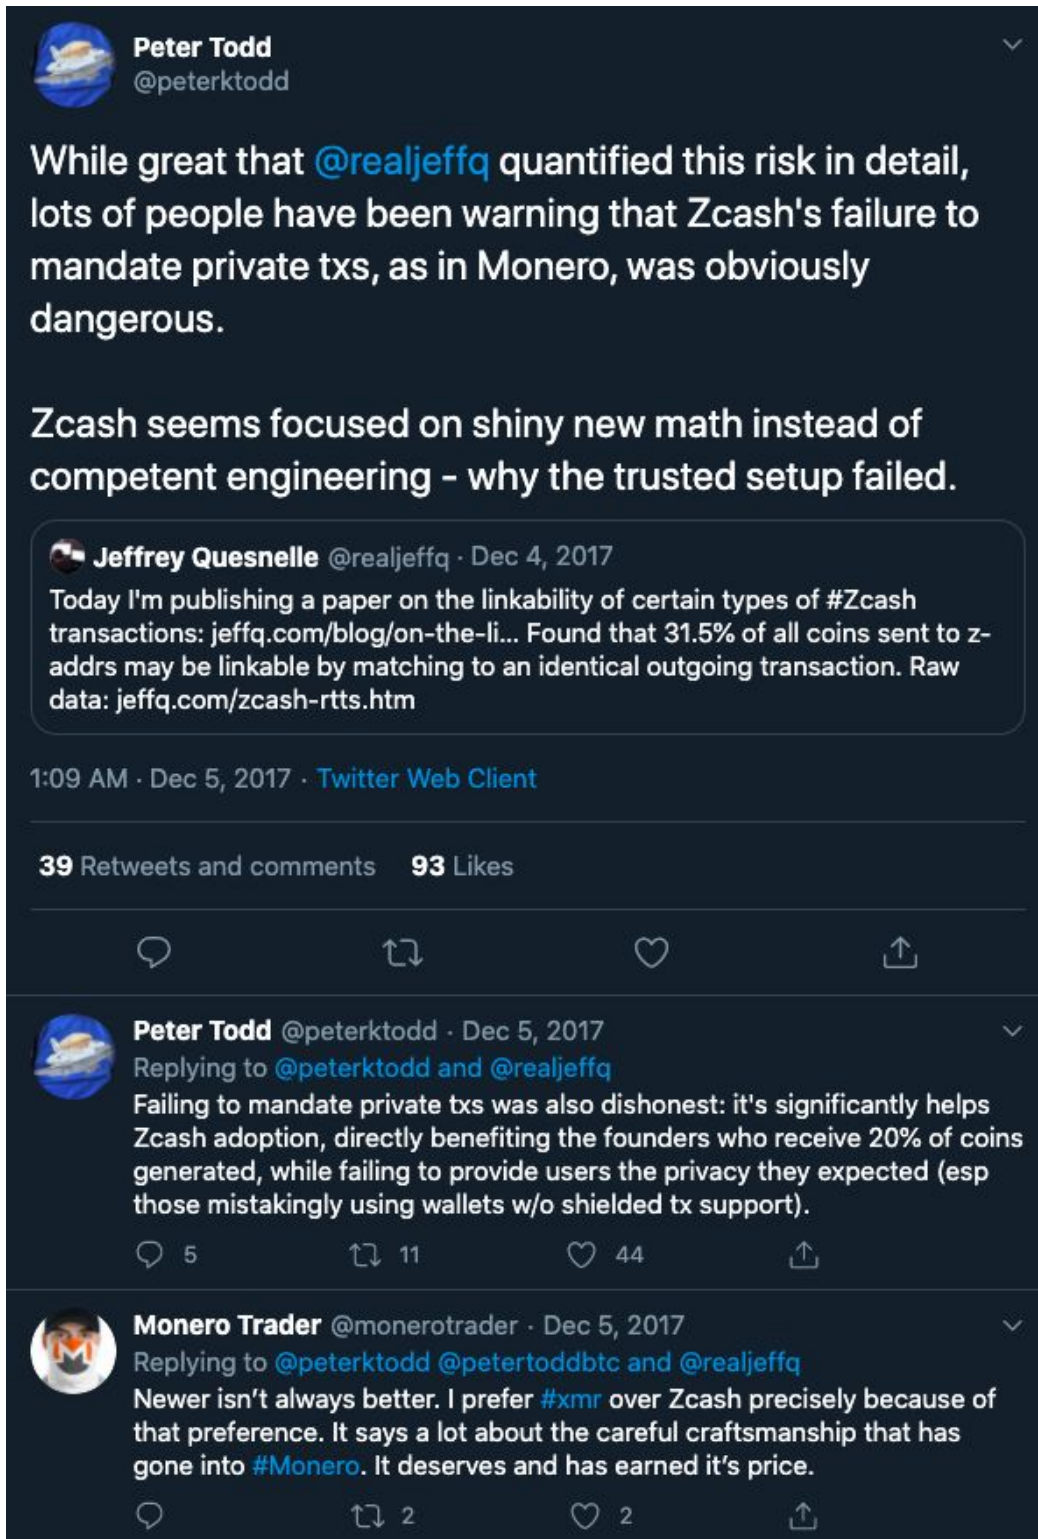 Peter Todd
@peterktodd
While great that @realjeffq quantified this risk in detail,
lots of people have been warning that Zcash's failure to
mandate private txs, as in Monero, was obviously
dangerous.
Zcash seems focused on shiny new math instead of
competent engineering - why the trusted setup failed.
Jeffrey Quesnelle @realjeffq · Dec 4, 2017
Today I'm publishing a paper on the linkability of certain types of #Zcash
transactions: jeffq.com/blog/on-the-li... Found that 31.5% of all coins sent to z-
addrs may be linkable by matching to an identical outgoing transaction. Raw
data: jeffq.com/zcash-rtts.htm
1:09 AM · Dec 5, 2017 · Twitter Web Client
39 Retweets and comments 93 Likes
Peter Todd @peterktodd · Dec 5, 2017
Replying to @peterktodd and @realjeffq
Failing to mandate private txs was also dishonest: it's significantly helps
Zcash adoption, directly benefiting the founders who receive 20% of coins
generated, while failing to provide users the privacy they expected (esp
those mistakingly using wallets w/o shielded tx support).
5 11 44
Monero Trader @monerotrader · Dec 5, 2017
Replying to @peterktodd @petertoddbtc and @realjeffq
Newer isn't always better. I prefer #xmr over Zcash precisely because of
that preference. It says a lot about the careful craftsmanship that has
gone into #Monero. It deserves and has earned it's price.
2 2